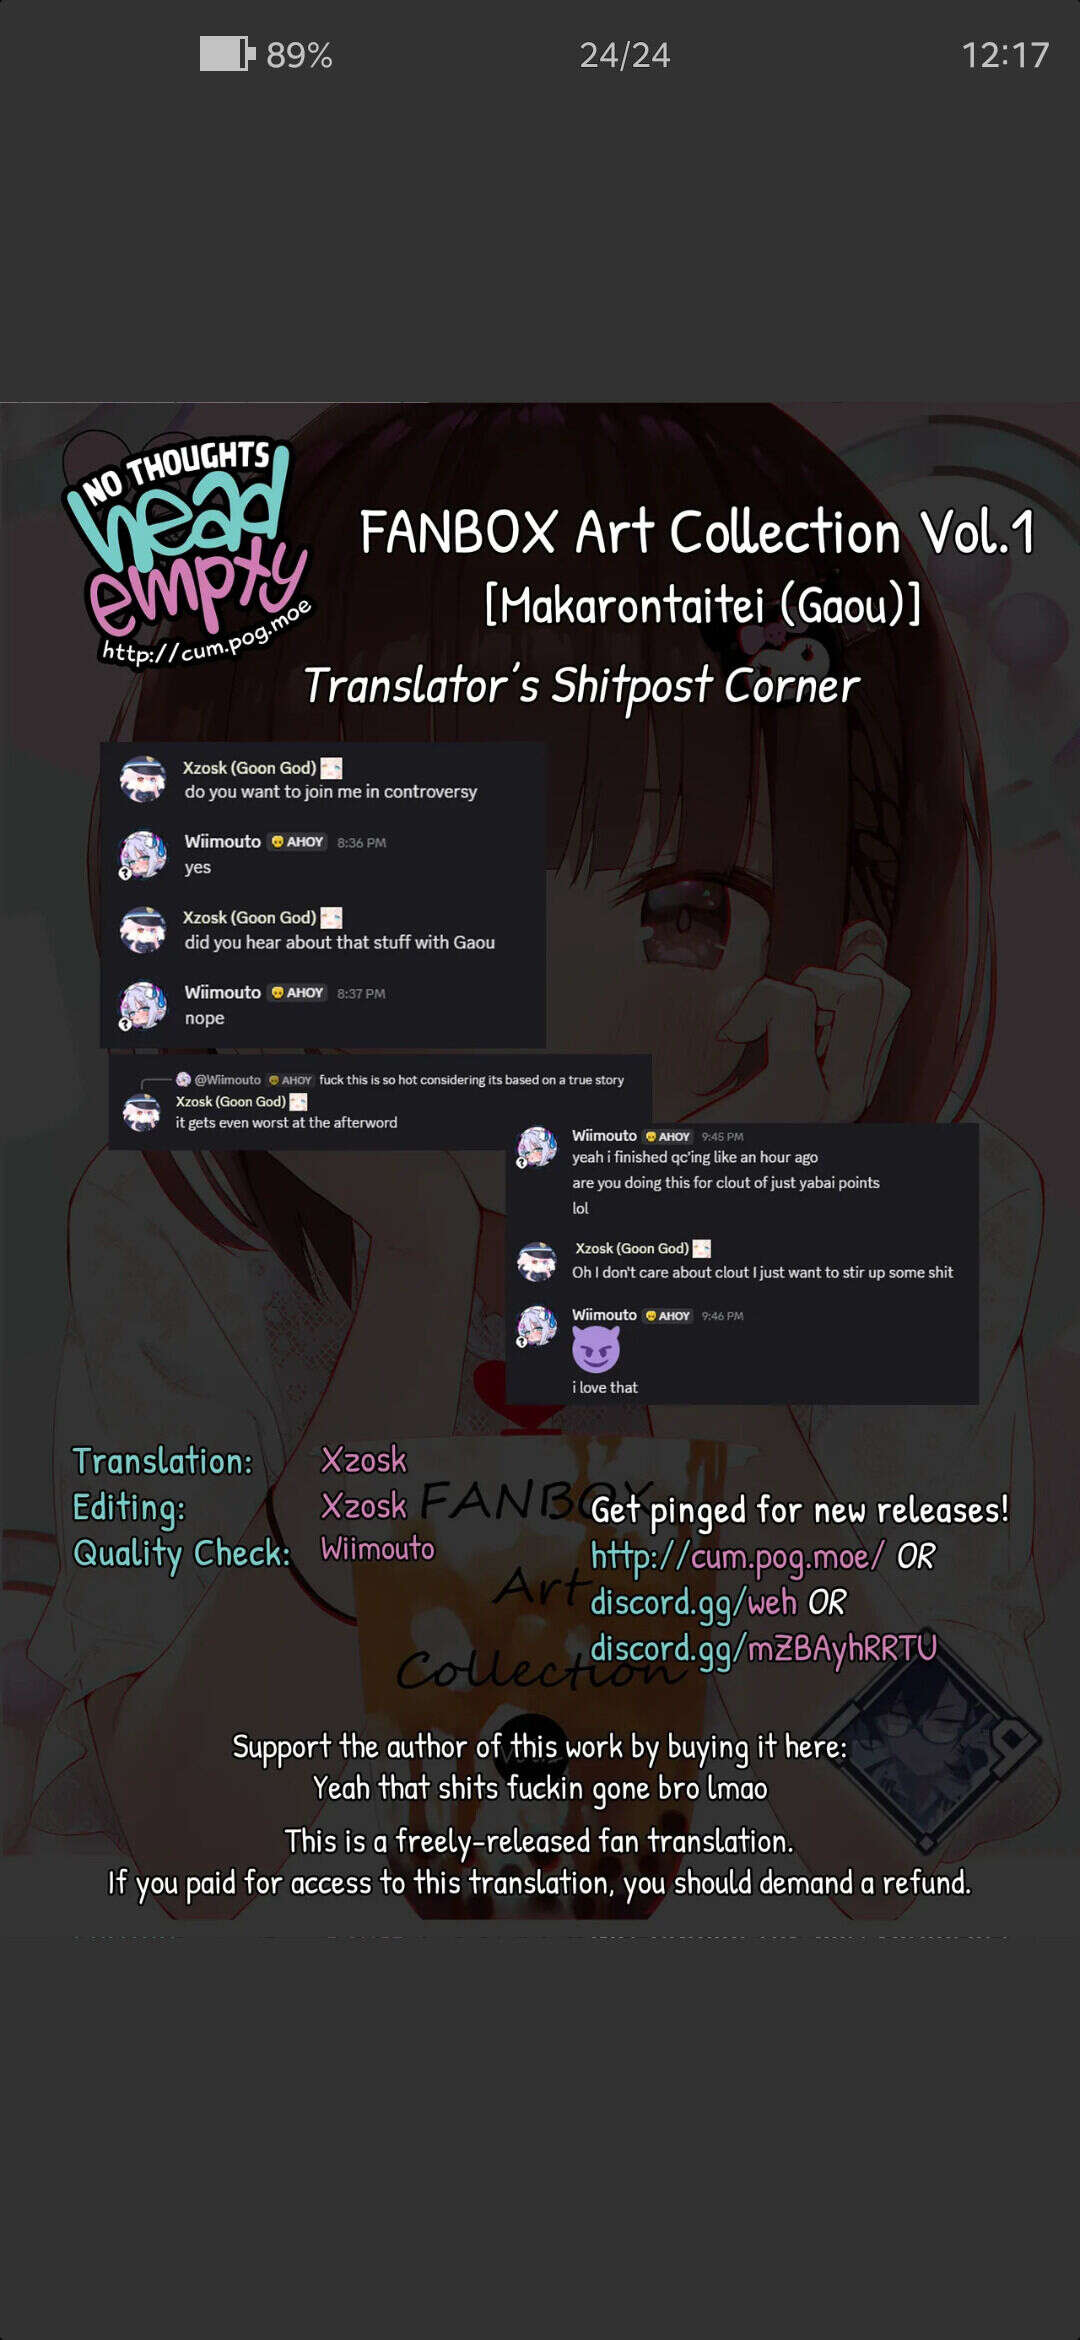 89%
24/24
12:17
NO THOUGHTS
head
empty
http://cum.pog.moe
FANBOX Art Collection Vol.1
[Makarontaitei (Gaou)]
Translator's Shitpost Corner
Xzosk (Goon God)
do you want to join me in controversy
Wiimouto AHOY 8:36 PM
yes
Xzosk (Goon God)
did you hear about that stuff with Gaou
Wiimouto AHOY 8:37 PM
nope
@Wiimouto AHOY fuck this is so hot considering its based on a true story
Xzosk (Goon God)
it gets even worst at the afterword
Wiimouto AHOY 9:45 PM
yeah i finished qc'ing like an hour ago
are you doing this for clout of just yabai points
lol
Xzosk (Goon God)
Oh I don't care about clout I just want to stir up some shit
Wiimouto AHOY 9:46 PM
i love that
Translation: Xzosk
Editing: Xzosk
Quality Check: Wiimouto
FANBOX
Art
Collection
Get pinged for new releases!
http://cum.pog.moe/ OR
discord.gg/weh OR
discord.gg/mZBAyhRRTU
9
Support the author of this work by buying it here:
Yeah that shits fuckin gone bro lmao
This is a freely-released fan translation.
If you paid for access to this translation, you should demand a refund.